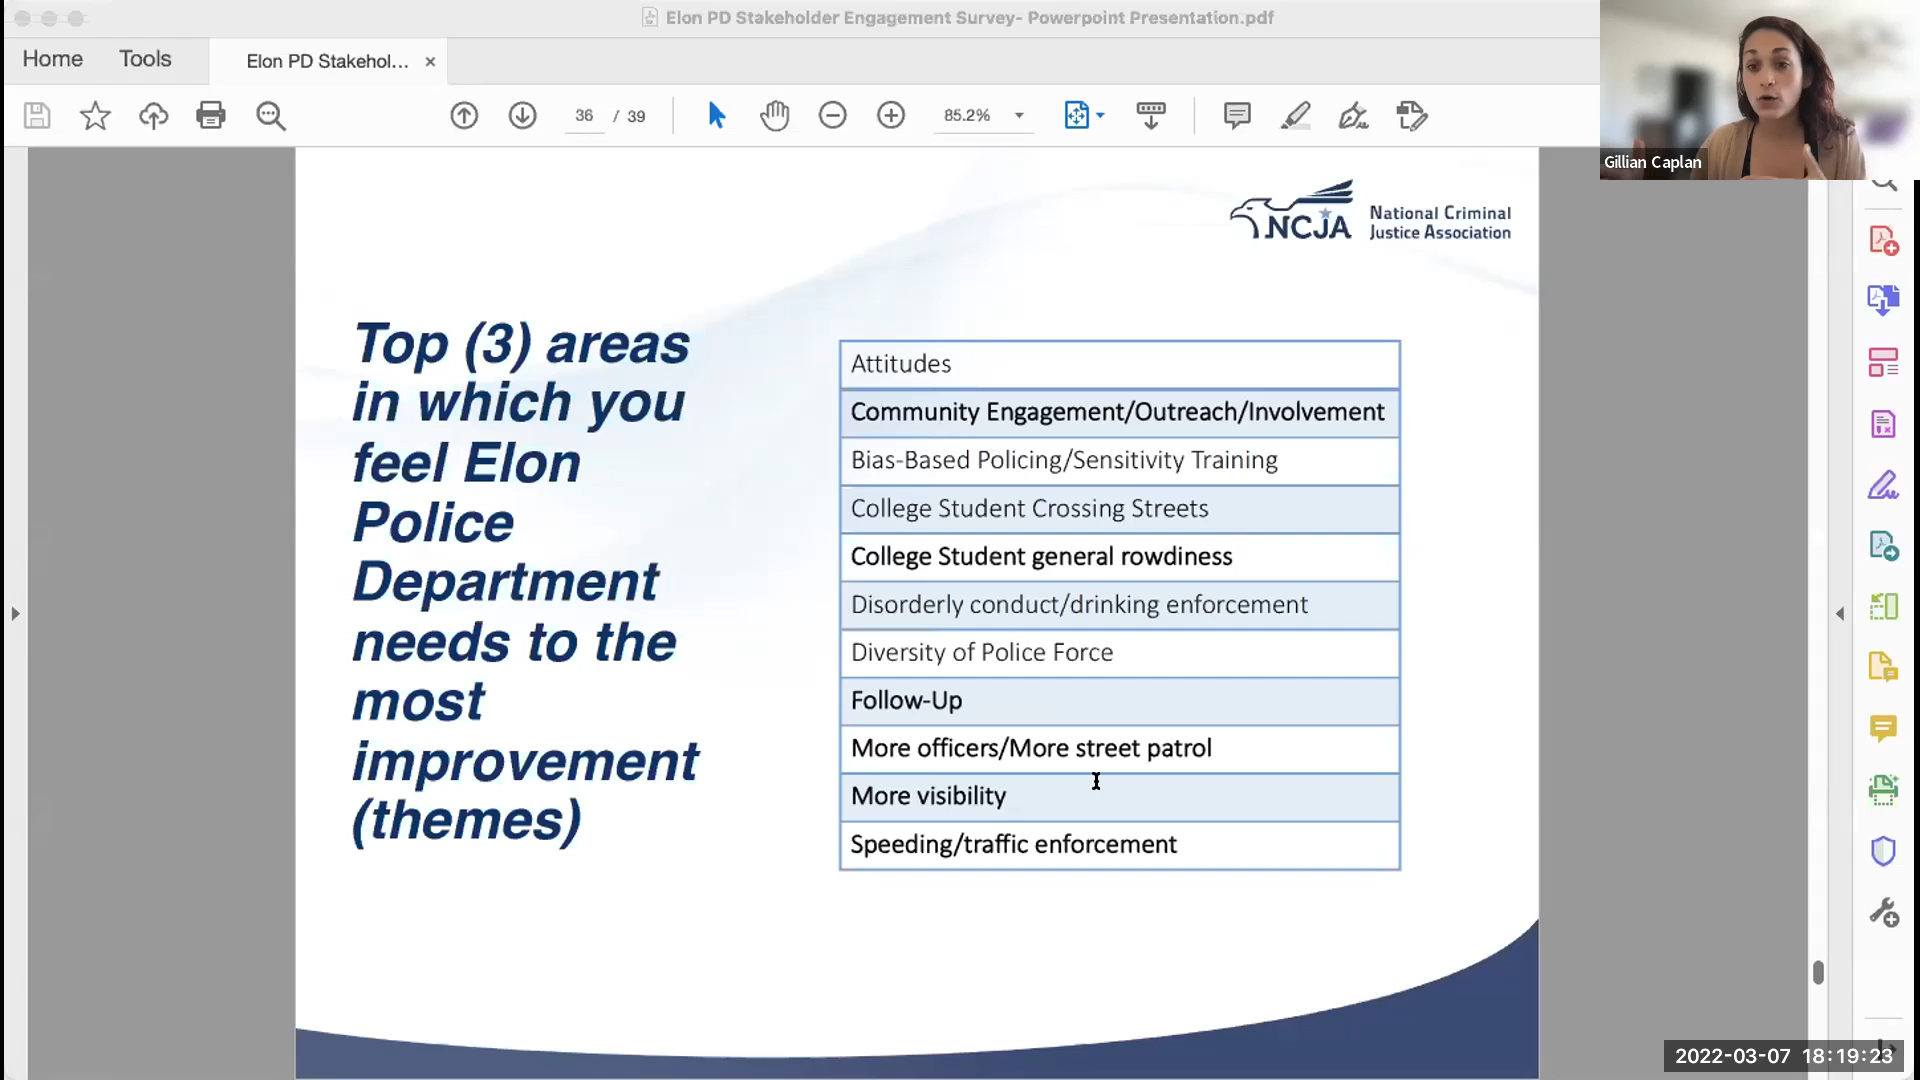 Elon PD Stakeholder Engagement Survey- Powerpoint Presentation.pdf
Home
Tools
Elon PD Stakehol...
36 / 39
85.2%
Gillian Caplan
NCJA
National Criminal
Justice Association
Top (3) areas
in which you
feel Elon
Police
Department
needs to the
most
improvement
(themes)
Attitudes
Community Engagement/Outreach/Involvement
Bias-Based Policing/Sensitivity Training
College Student Crossing Streets
College Student general rowdiness
Disorderly conduct/drinking enforcement
Diversity of Police Force
Follow-Up
More officers/More street patrol
More visibility
Speeding/traffic enforcement
2022-03-07 18:19:23